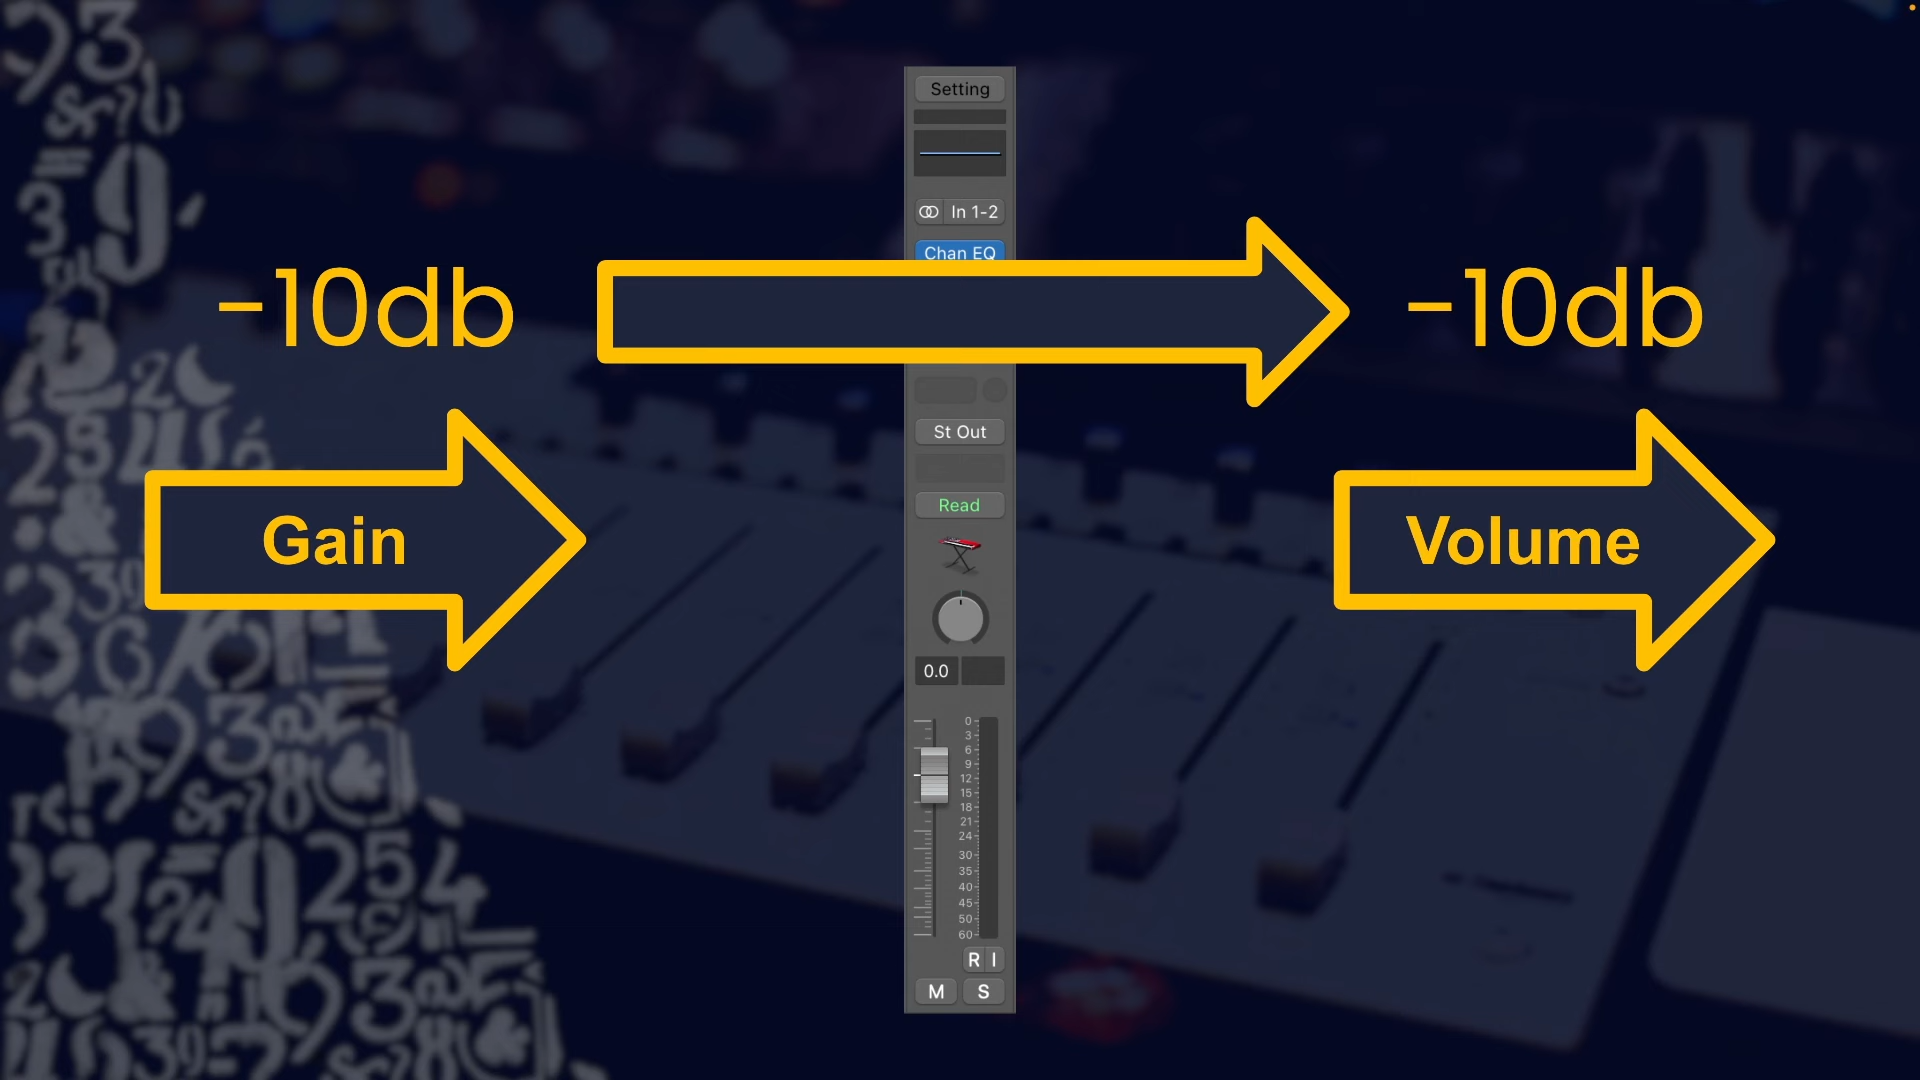 Setting
In 1-2
Chan EQ
-10db
-10db
St Out
Read
Gain
Volume
0.0
0
3
6
9
12
15
18
21
24
30
35
40
45
50
60
R I
M S